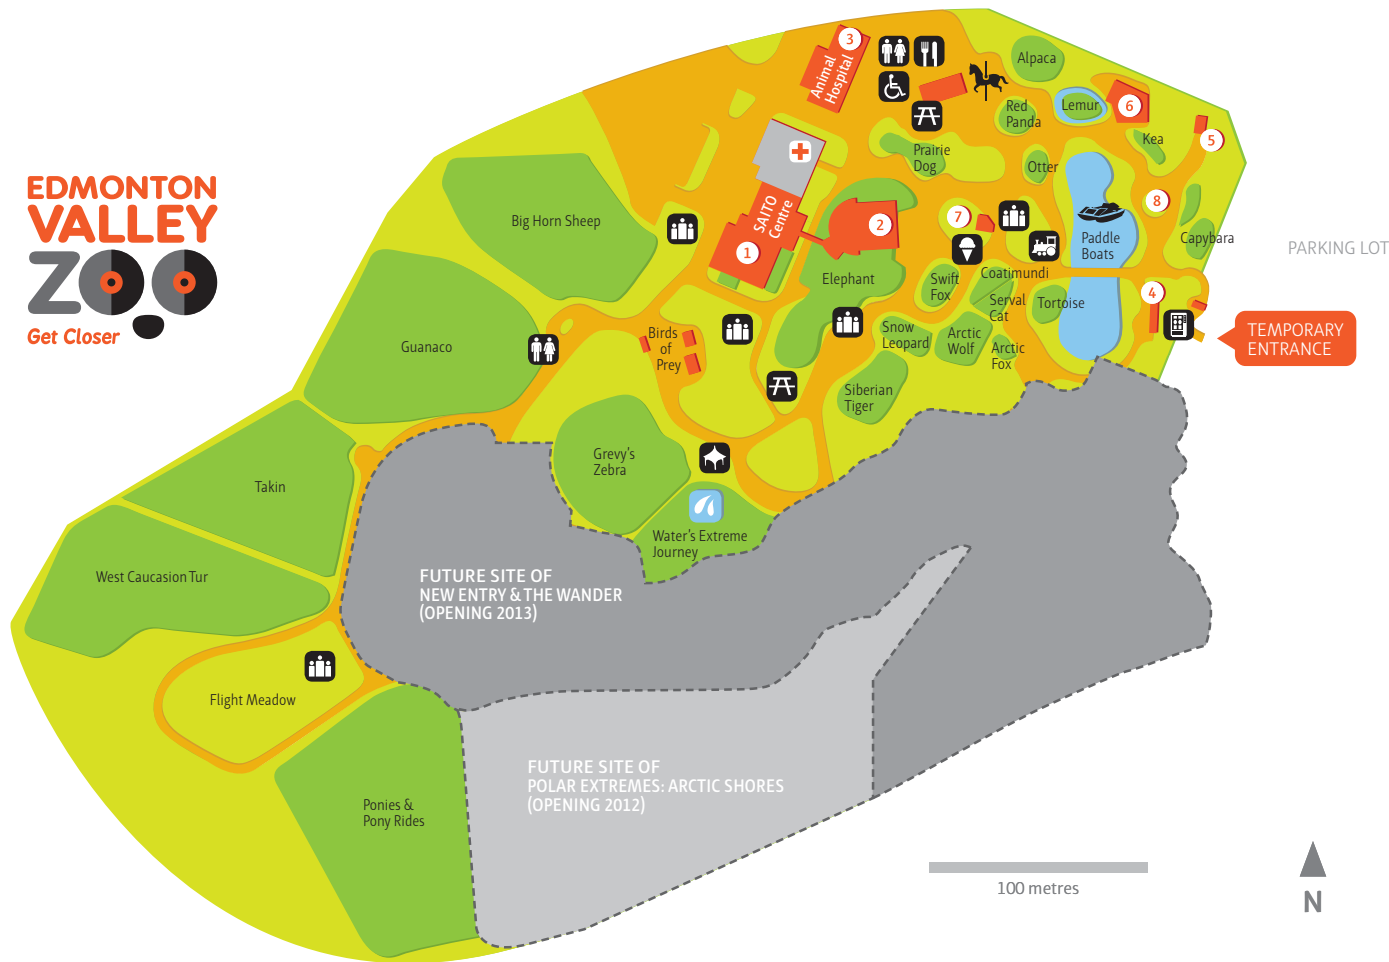 EDMONTON
VALLEY
ZOO
Get Closer
3
Animal
Hospital
Alpaca
Red
Panda
Lemur
6
Kea
5
Prairie
Dog
Otter
8
Big Horn Sheep
SAITO
Centre
1
2
7
Paddle
Boats
Capybara
PARKING LOT
Elephant
Swift
Fox
Coatimundi
Serval
Cat
Tortoise
4
TEMPORARY
ENTRANCE
Guanaco
Birds
of
Prey
Snow
Leopard
Arctic
Wolf
Arctic
Fox
Siberian
Tiger
Grevy's
Zebra
Takin
Water's Extreme
Journey
West Caucasion Tur
FUTURE SITE OF
NEW ENTRY & THE WANDER
(OPENING 2013)
Flight Meadow
FUTURE SITE OF
POLAR EXTREMES: ARCTIC SHORES
(OPENING 2012)
Ponies &
Pony Rides
100 metres
N